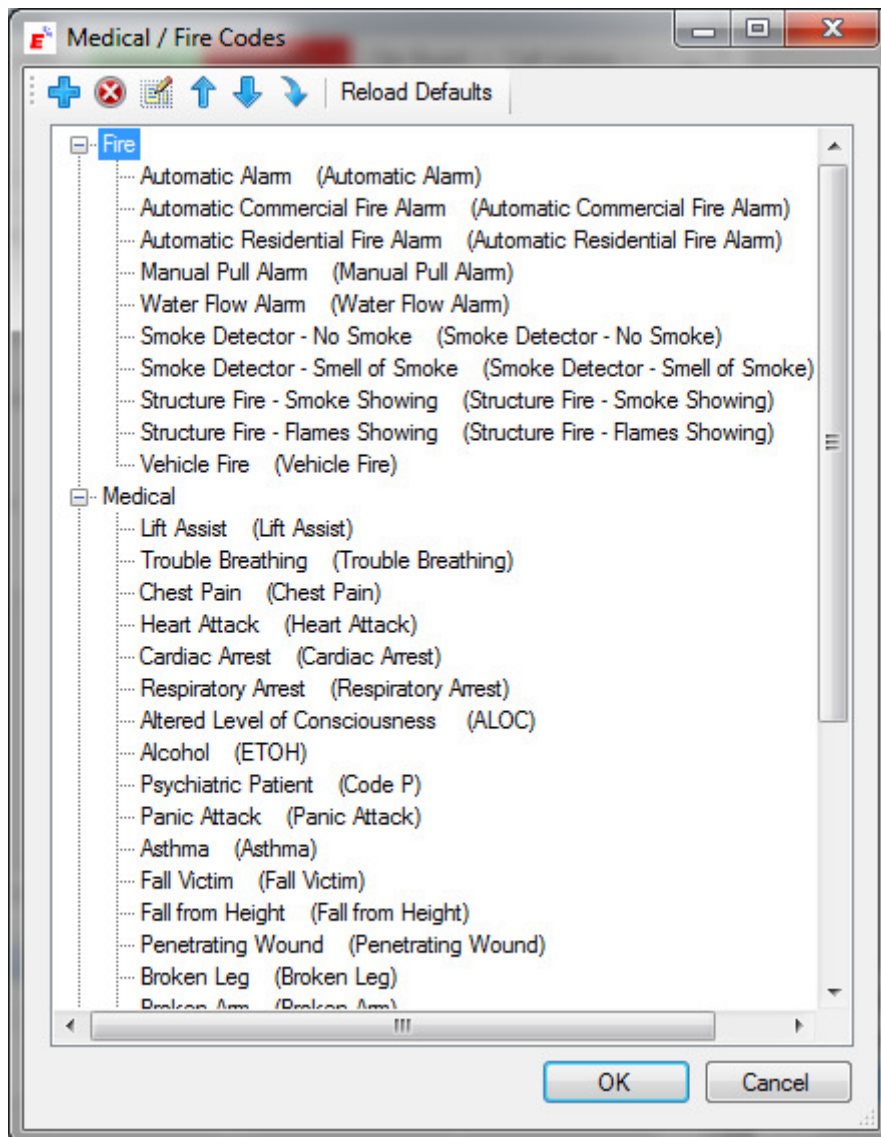 E Medical / Fire Codes
Reload Defaults
Fire
Automatic Alarm (Automatic Alarm)
Automatic Commercial Fire Alarm (Automatic Commercial Fire Alarm)
Automatic Residential Fire Alarm (Automatic Residential Fire Alarm)
Manual Pull Alarm (Manual Pull Alarm)
Water Flow Alarm (Water Flow Alarm)
Smoke Detector - No Smoke (Smoke Detector - No Smoke)
Smoke Detector - Smell of Smoke (Smoke Detector - Smell of Smoke)
Structure Fire - Smoke Showing (Structure Fire - Smoke Showing)
Structure Fire - Flames Showing (Structure Fire - Flames Showing)
Vehicle Fire (Vehicle Fire)
Medical
Lift Assist (Lift Assist)
Trouble Breathing (Trouble Breathing)
Chest Pain (Chest Pain)
Heart Attack (Heart Attack)
Cardiac Arrest (Cardiac Arrest)
Respiratory Arrest (Respiratory Arrest)
Altered Level of Consciousness (ALOC)
Alcohol (ETOH)
Psychiatric Patient (Code P)
Panic Attack (Panic Attack)
Asthma (Asthma)
Fall Victim (Fall Victim)
Fall from Height (Fall from Height)
Penetrating Wound (Penetrating Wound)
Broken Leg (Broken Leg)
Broken Arm (Broken Arm)
OK Cancel